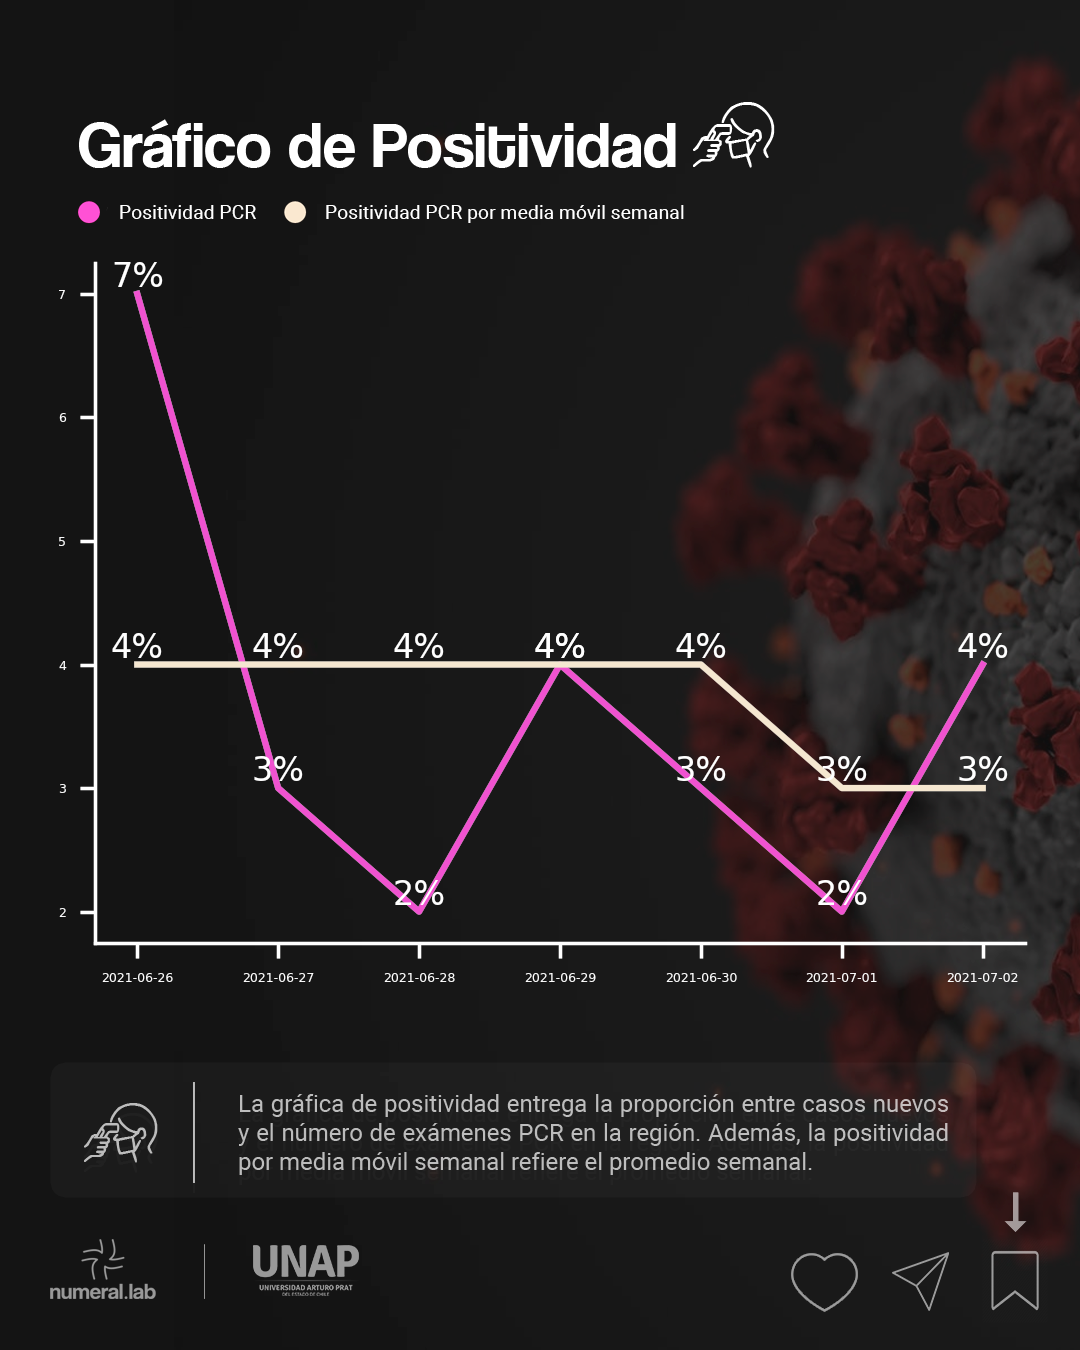 Gráfico de Positividad
Positividad PCR
Positividad PCR por media móvil semanal
7%
7
6
5
4% 4% 4% 4% 4% 4%
4
3% 3% 3% 3%
3
2% 2%
2
2021-06-26 2021-06-27 2021-06-28 2021-06-29 2021-06-30 2021-07-01 2021-07-02
La gráfica de positividad entrega la proporción entre casos nuevos
y el número de exámenes PCR en la región. Además, la positividad
por media móvil semanal refiere el promedio semanal.
numeral.lab
UNAP
UNIVERSIDAD ARTURO PRAT
DEL ESTADO DE CHILE